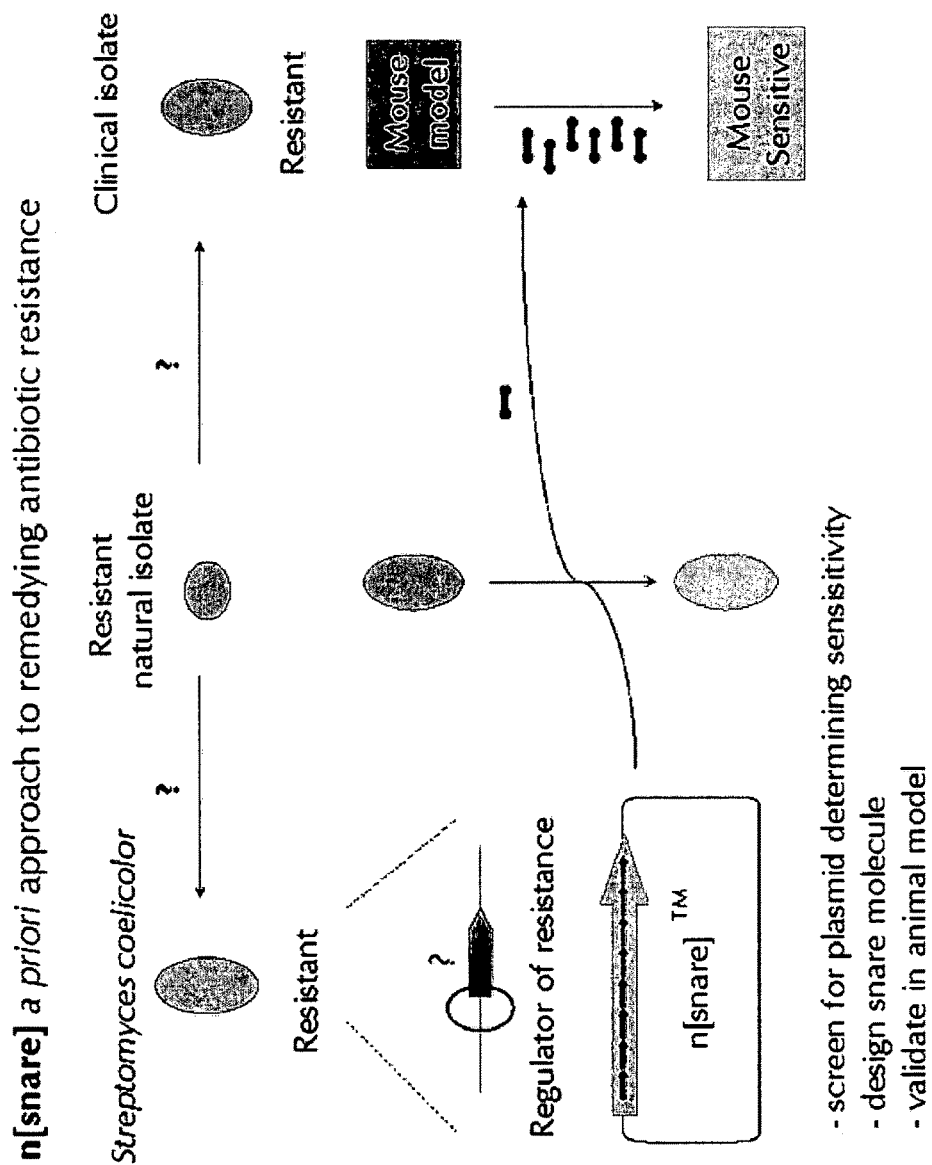 n[snare] a priori approach to remedying antibiotic resistance
Streptomyces coelicolor
Resistant
natural isolate
Clinical isolate
?
?
Resistant
Resistant
Mouse
model
?
Regulator of resistance
n[snare]™
Mouse
Sensitive
- screen for plasmid determining sensisitivity
- design snare molecule
- validate in animal model